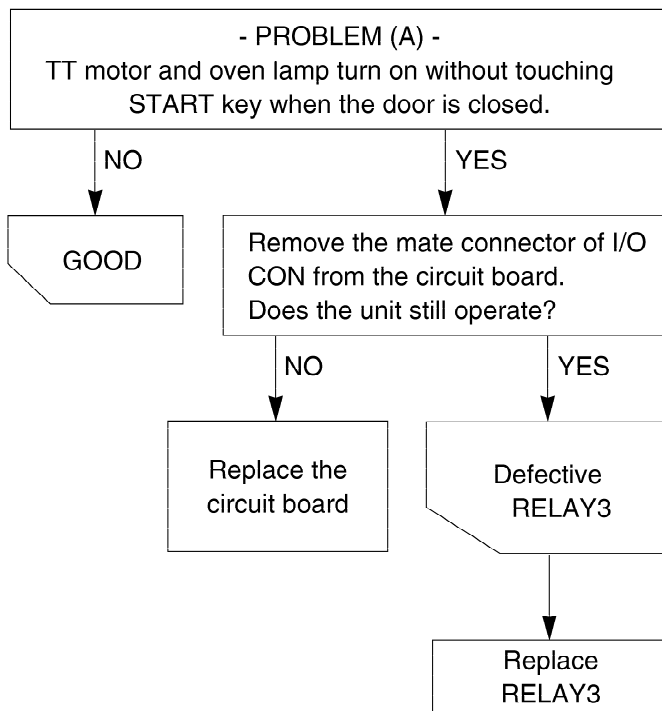 - PROBLEM (A) -
TT motor and oven lamp turn on without touching
START key when the door is closed.
NO
YES
GOOD
Remove the mate connector of I/O
CON from the circuit board.
Does the unit still operate?
NO
YES
Replace the
circuit board
Defective
RELAY3
Replace
RELAY3